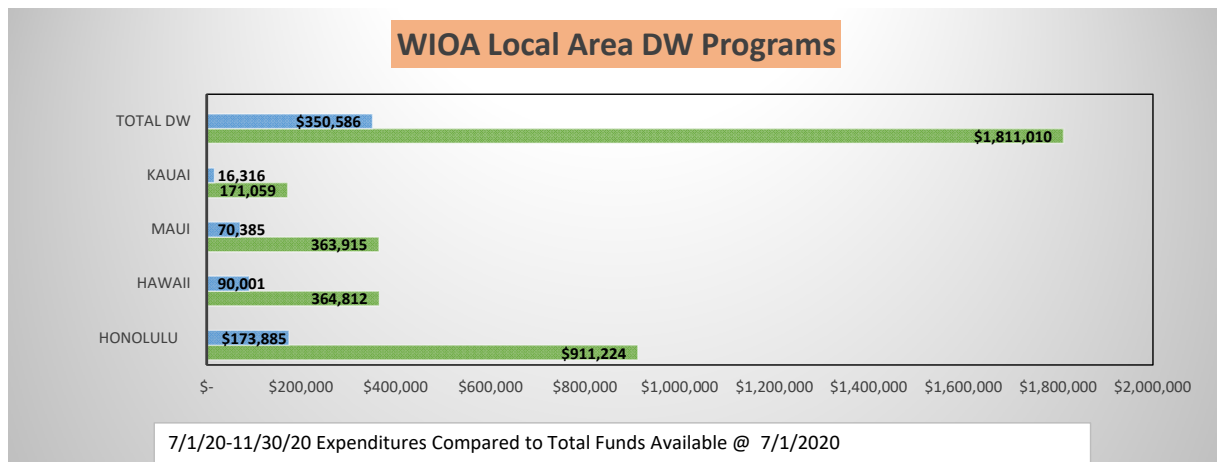 WIOA Local Area DW Programs
TOTAL DW
$350,586
$1,811,010
KAUAI
16,316
171,059
MAUI
70,385
363,915
HAWAII
90,001
364,812
HONOLULU
$173,885
$911,224
$- $200,000 $400,000 $600,000 $800,000 $1,000,000 $1,200,000 $1,400,000 $1,600,000 $1,800,000 $2,000,000
7/1/20-11/30/20 Expenditures Compared to Total Funds Available @ 7/1/2020